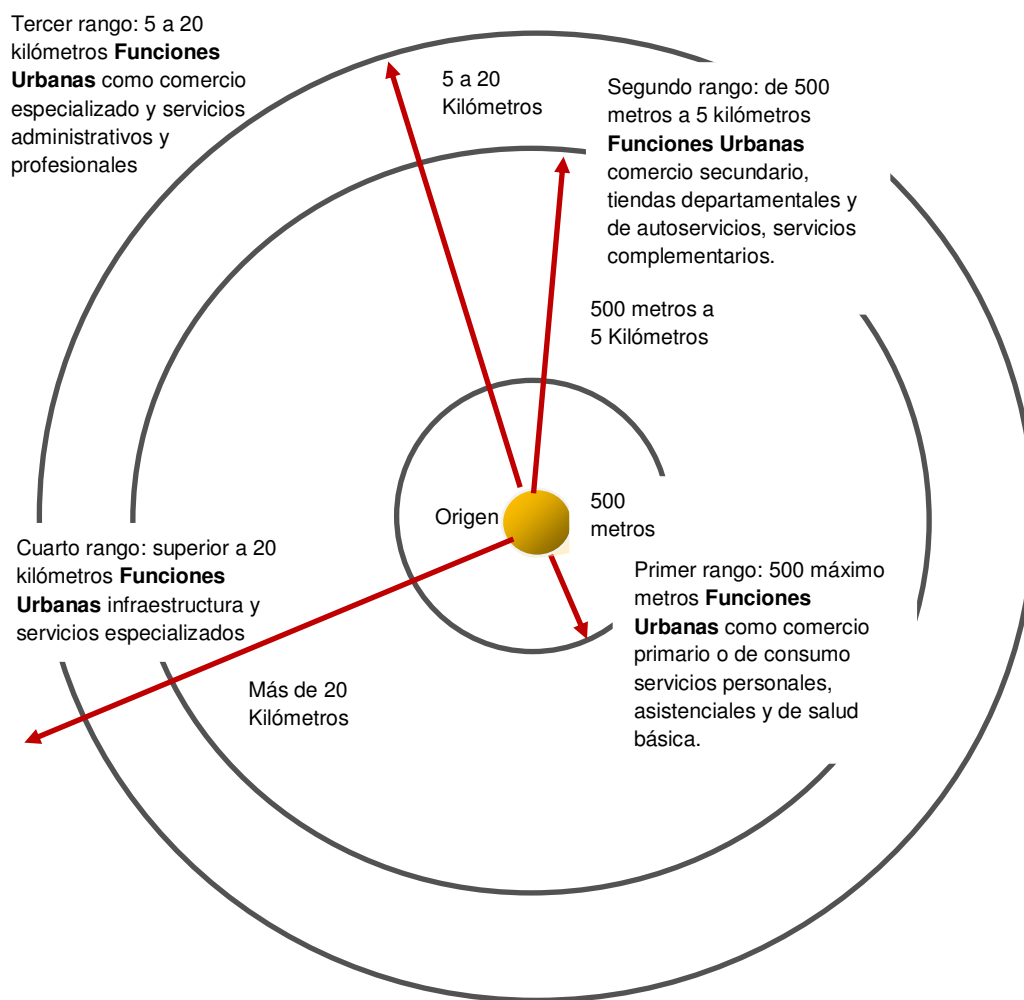 Tercer rango: 5 a 20
kilómetros Funciones
Urbanas como comercio
especializado y servicios
administrativos y
profesionales
5 a 20
Kilómetros
Segundo rango: de 500
metros a 5 kilómetros
Funciones Urbanas
comercio secundario,
tiendas departamentales y
de autoservicios, servicios
complementarios.
500 metros a
5 Kilómetros
Origen
500
metros
Cuarto rango: superior a 20
kilómetros Funciones
Urbanas infraestructura y
servicios especializados
Primer rango: 500 máximo
metros Funciones
Urbanas como comercio
primario o de consumo
servicios personales,
asistenciales y de salud
básica.
Más de 20
Kilómetros